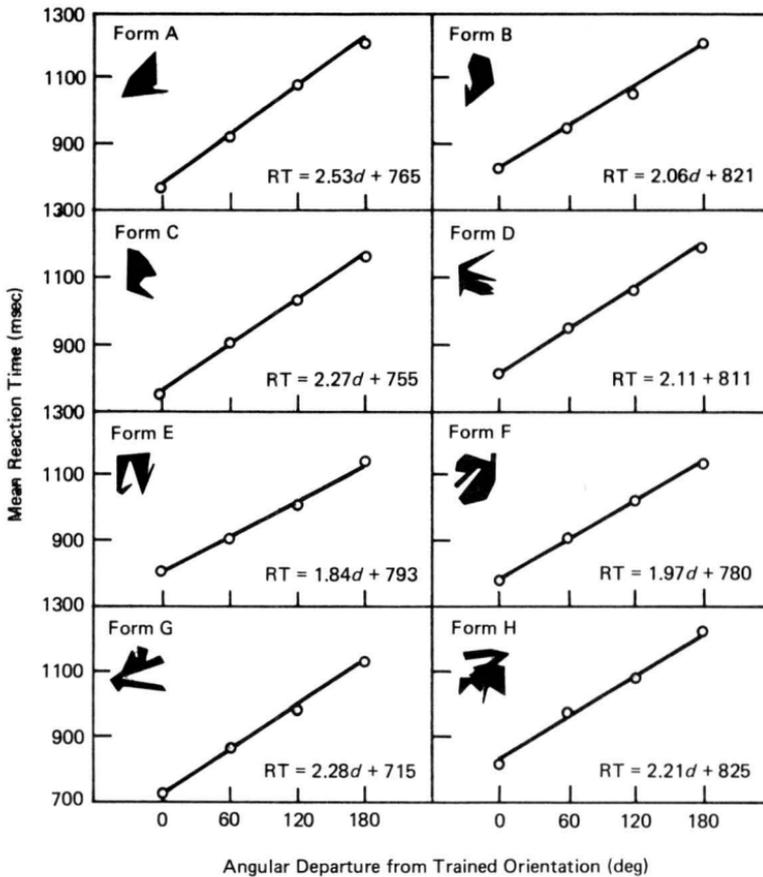 1300
Form A
Form B
1100
900
RT = 2.53d + 765
RT = 2.06d + 821
1300
Form C
Form D
1100
900
RT = 2.27d + 755
RT = 2.11 + 811
1300
Form E
Form F
1100
900
RT = 1.84d + 793
RT = 1.97d + 780
1300
Form G
Form H
1100
900
RT = 2.28d + 715
RT = 2.21d + 825
700
0 60 120 180 0 60 120 180
Mean Reaction Time (msec)
Angular Departure from Trained Orientation (deg)